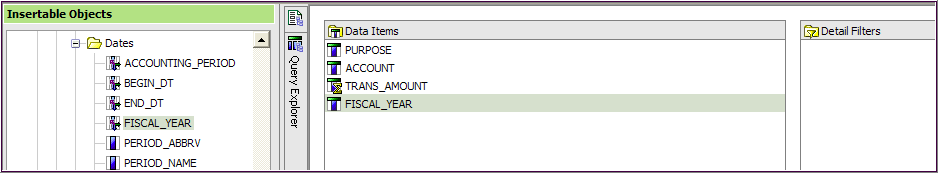 Insertable Objects
Dates
ACCOUNTING_PERIOD
BEGIN_DT
END_DT
FISCAL_YEAR
PERIOD_ABBRV
PERIOD_NAME
Query Explorer
Data Items
PURPOSE
ACCOUNT
TRANS_AMOUNT
FISCAL_YEAR
Detail Filters